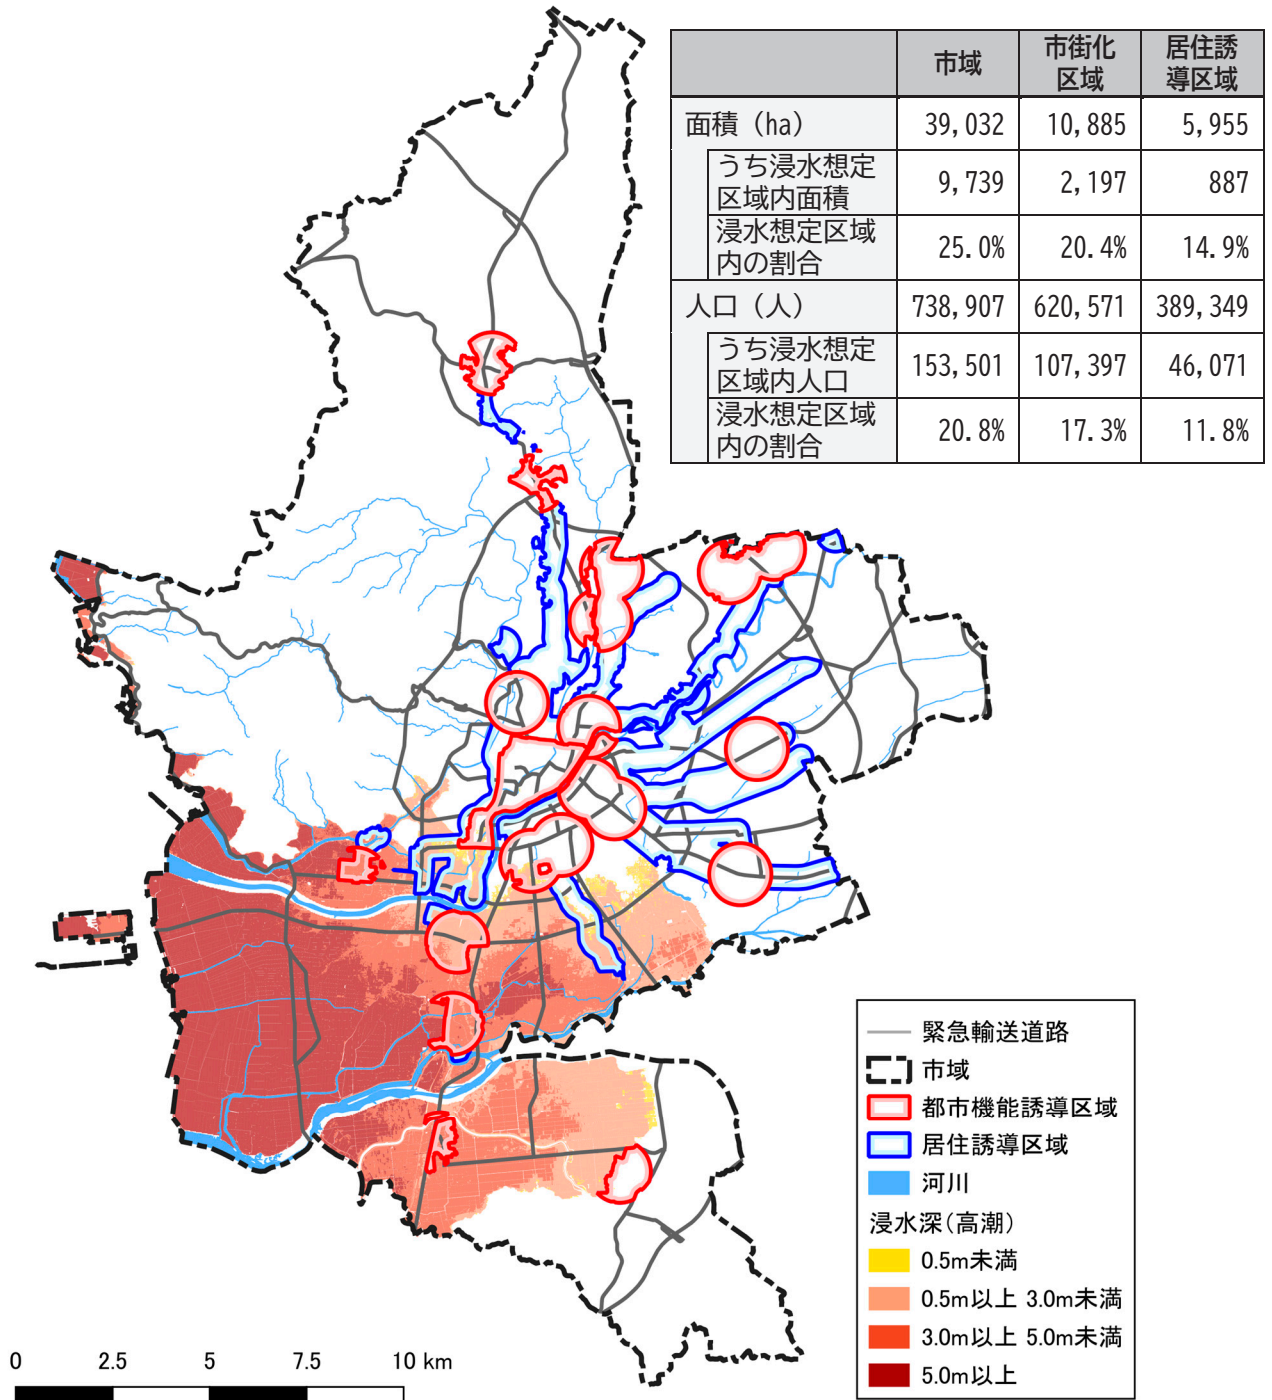 市域
市街化
区域
居住誘
導区域
面積（ha） 39,032 10,885 5,955
うち浸水想定
区域内面積
9,739 2,197 887
浸水想定区域
内の割合
25.0% 20.4% 14.9%
人口（人） 738,907 620,571 389,349
うち浸水想定
区域内人口
153,501 107,397 46,071
浸水想定区域
内の割合
20.8% 17.3% 11.8%
緊急輸送道路
市域
都市機能誘導区域
居住誘導区域
河川
浸水深(高潮)
0.5m未満
0.5m以上 3.0m未満
3.0m以上 5.0m未満
5.0m以上
0 2.5 5 7.5 10 km